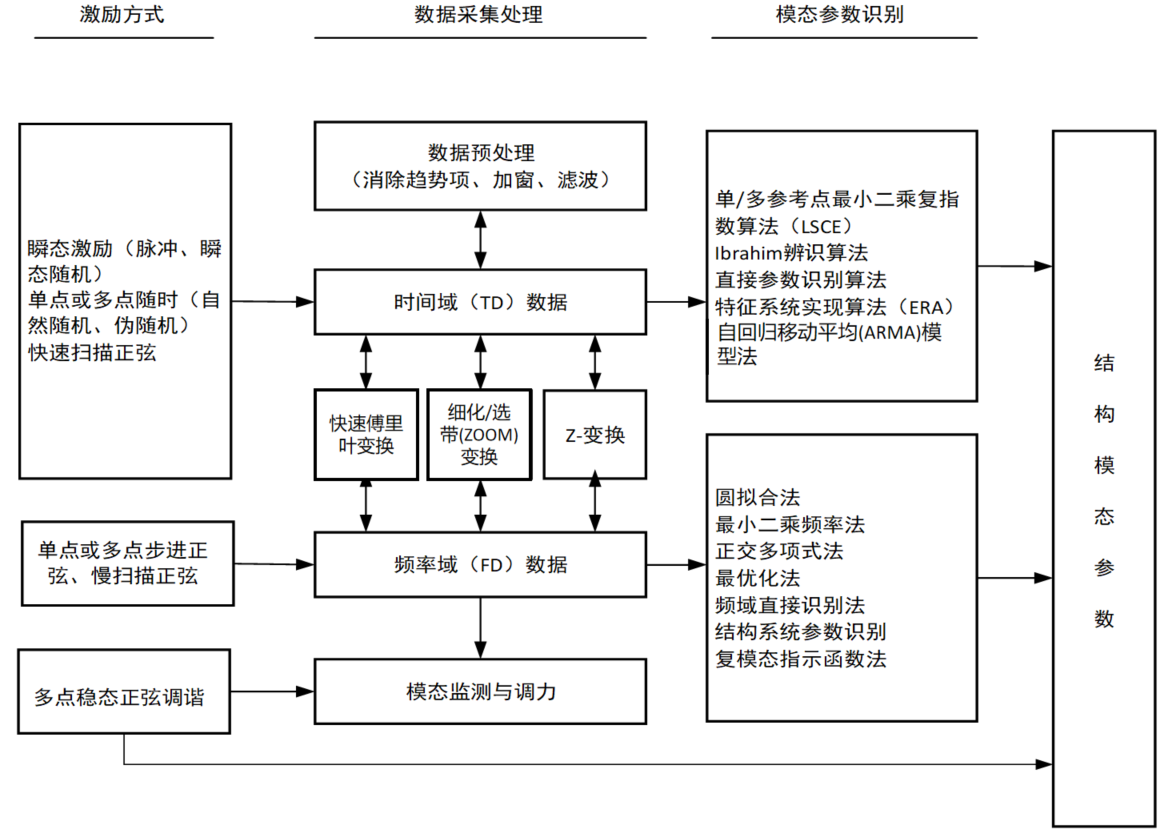 激励方式
数据采集处理
模态参数识别
瞬态激励（脉冲、瞬
态随机）
单点或多点随时（自
然随机、伪随机）
快速扫描正弦
单点或多点步进正
弦、慢扫描正弦
多点稳态正弦调谐
数据预处理
（消除趋势项、加窗、滤波）
时间域（TD）数据
快速傅里
叶变换
细化/选
带(ZOOM)
变换
Z-变换
频率域（FD）数据
模态监测与调力
单/多参考点最小二乘复指
数算法（LSCE）
Ibrahim辨识算法
直接参数识别算法
特征系统实现算法（ERA）
自回归移动平均(ARMA)模
型法
圆拟合法
最小二乘频率法
正交多项式法
最优化法
频域直接识别法
结构系统参数识别
复模态指示函数法
结
构
模
态
参
数